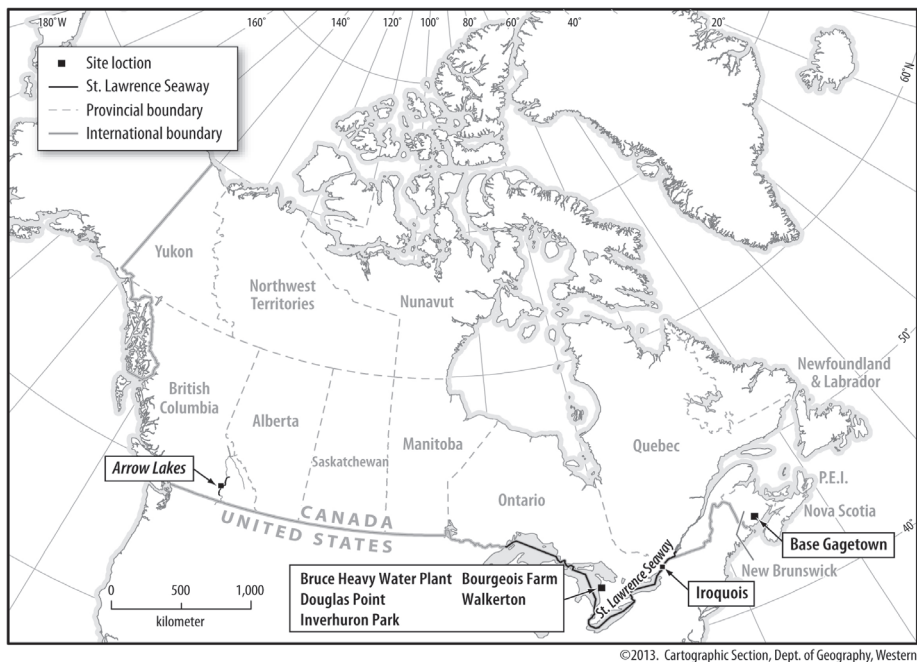 180°W
160°
140°
120°
100°
80°
60°
40°
20°
60°N
Site loction
St. Lawrence Seaway
Provincial boundary
International boundary
Yukon
Northwest
Territories
Nunavut
50°
Newfoundland
& Labrador
British
Columbia
Alberta
Saskatchewan
Manitoba
Quebec
Arrow Lakes
Ontario
P.E.I.
Nova Scotia
40°
CANADA
UNITED STATES
Base Gagetown
New Brunswick
St. Lawrence Seaway
Iroquois
0 500 1,000
kilometer
Bruce Heavy Water Plant Bourgeois Farm
Douglas Point Walkerton
Inverhuron Park
©2013. Cartographic Section, Dept. of Geography, Western